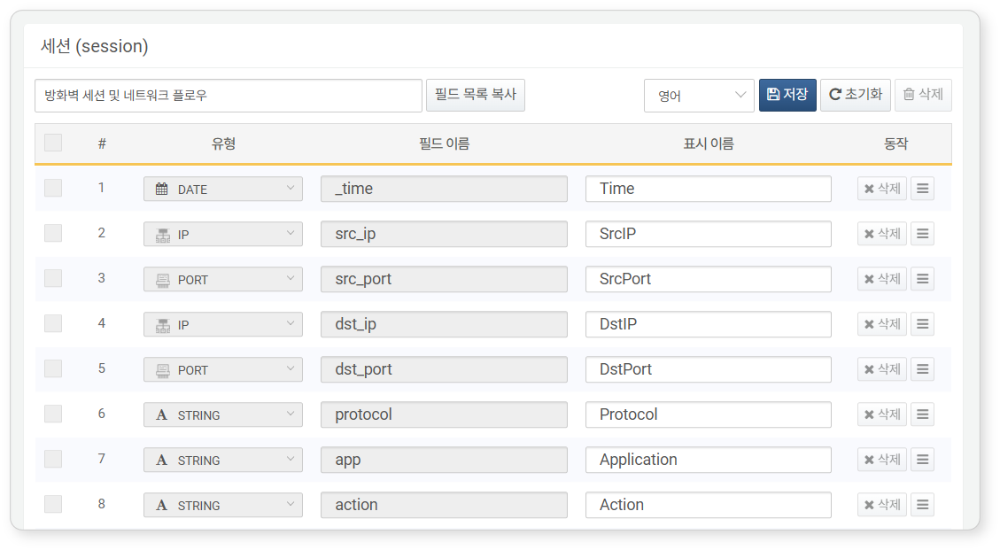 세션 (session)
방화벽 세션 및 네트워크 플로우 필드 목록 복사 영어 저장 초기화 삭제
# 유형 필드 이름 표시 이름 동작
1 DATE _time Time 삭제
2 IP src_ip SrcIP 삭제
3 PORT src_port SrcPort 삭제
4 IP dst_ip DstIP 삭제
5 PORT dst_port DstPort 삭제
6 A STRING protocol Protocol 삭제
7 A STRING app Application 삭제
8 A STRING action Action 삭제